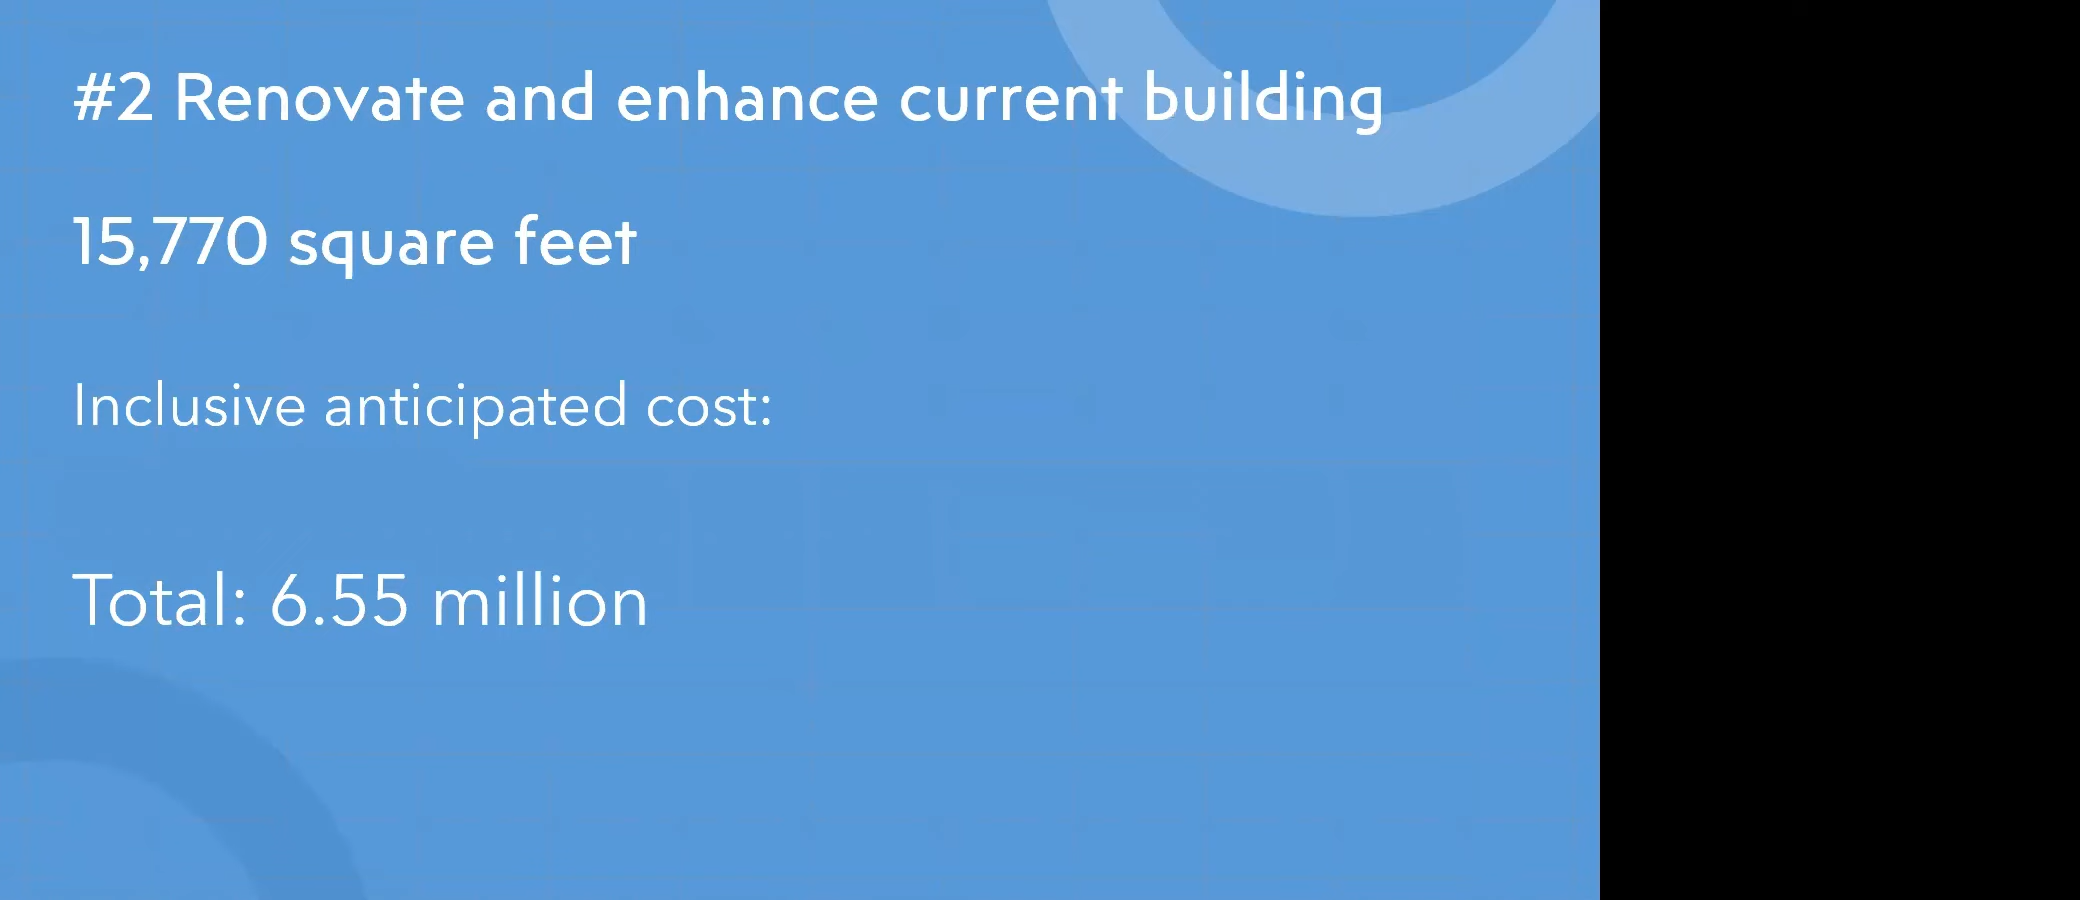 #2 Renovate and enhance current building
15,770 square feet
Inclusive anticipated cost:
Total: 6.55 million